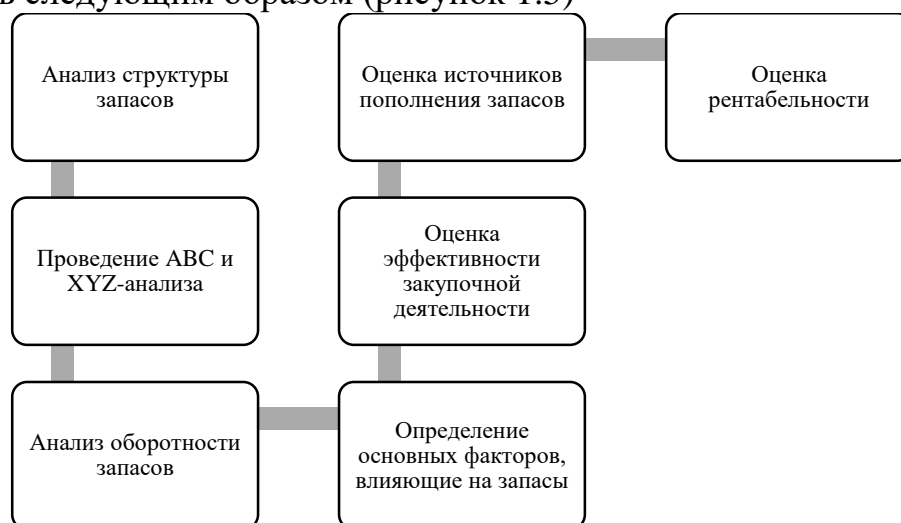 в следующим образом (рисунок 1.3)
Анализ структуры
запасов
Проведение ABC и
XYZ-анализа
Анализ оборотности
запасов
Определение
основных факторов,
влияющие на запасы
Оценка
эффективности
закупочной
деятельности
Оценка источников
пополнения запасов
Оценка
рентабельности